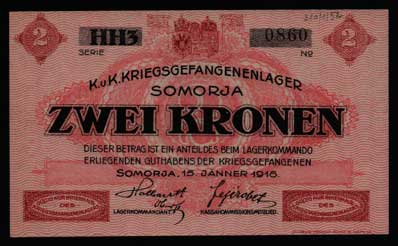 2 HH3 0860 2
SERIE No
K.u.K. KRIEGSGEFANGENENLAGER
SOMORJA
ZWEI KRONEN
DIESER BETRAG IST EIN ANTEIL DES BEIM LAGERKOMMANDO
ERLIEGENDEN GUTHABENS DER KRIEGSGEFANGENEN
SOMORJA, 15. JÄNNER 1916.
LAGERKOMMANDANT KASSAKOMMISSIONSMITGLIED.